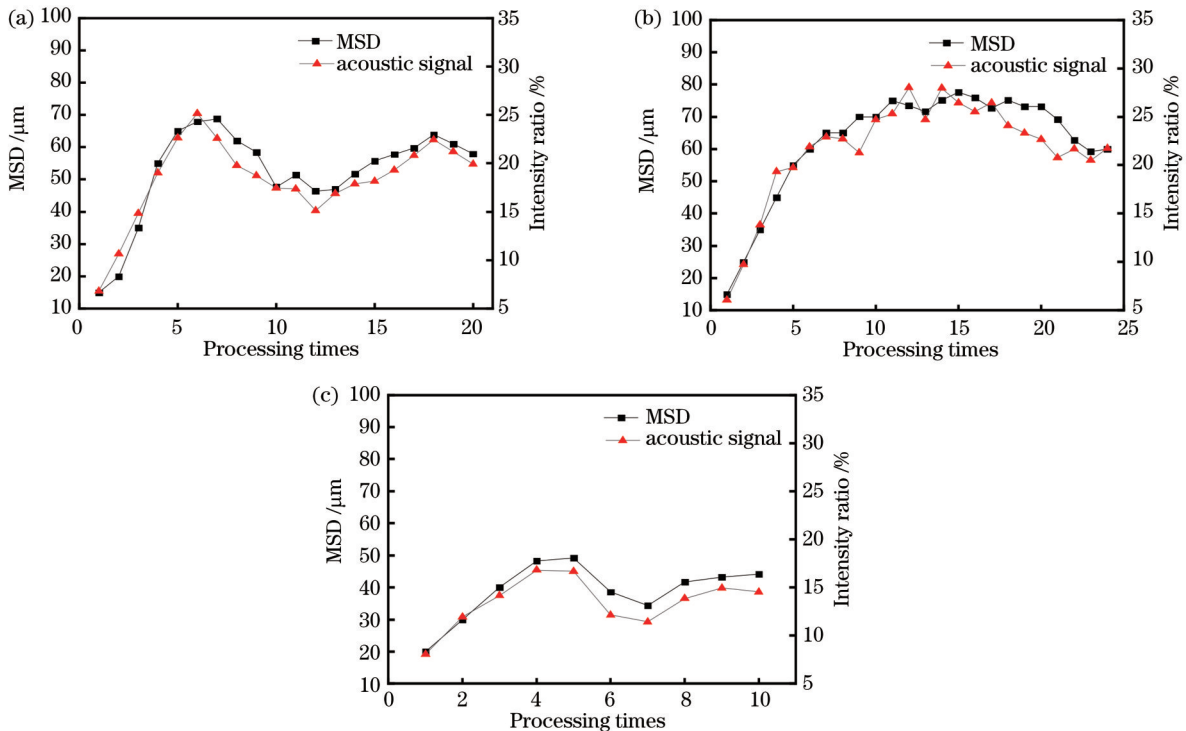 (a)
100
90
80
70
60
50
40
30
20
10
MSD /μm
35
30
25
20
15
10
5
Intensity ratio /%
MSD
acoustic signal
0 5 10 15 20
Processing times
(b)
100
90
80
70
60
50
40
30
20
10
MSD /μm
35
30
25
20
15
10
5
Intensity ratio /%
MSD
acoustic signal
0 5 10 15 20 25
Processing times
(c)
100
90
80
70
60
50
40
30
20
10
MSD /μm
35
30
25
20
15
10
5
Intensity ratio /%
MSD
acoustic signal
0 2 4 6 8 10
Processing times